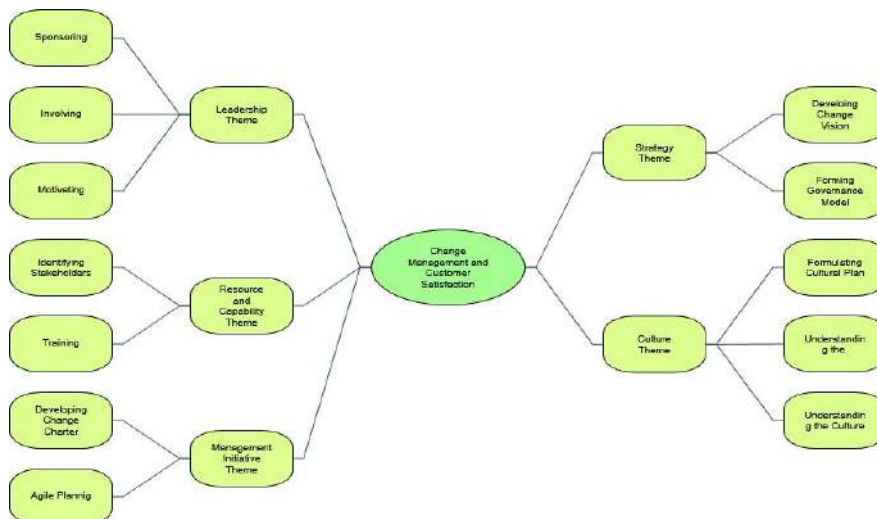 Sponsoring
Involving
Motiveting
Leadership
Theme
Identifying
Stakeholders
Training
Resource
and
Capability
Theme
Developing
Change
Charter
Agile Plannig
Management
Initiative
Theme
Change
Management and
Customer
Satisfaction
Strategy
Theme
Developing
Change
Vision
Forming
Governance
Model
Culture
Theme
Formulating
Cultural Plan
Understandin
g the
Understandin
g the Culture